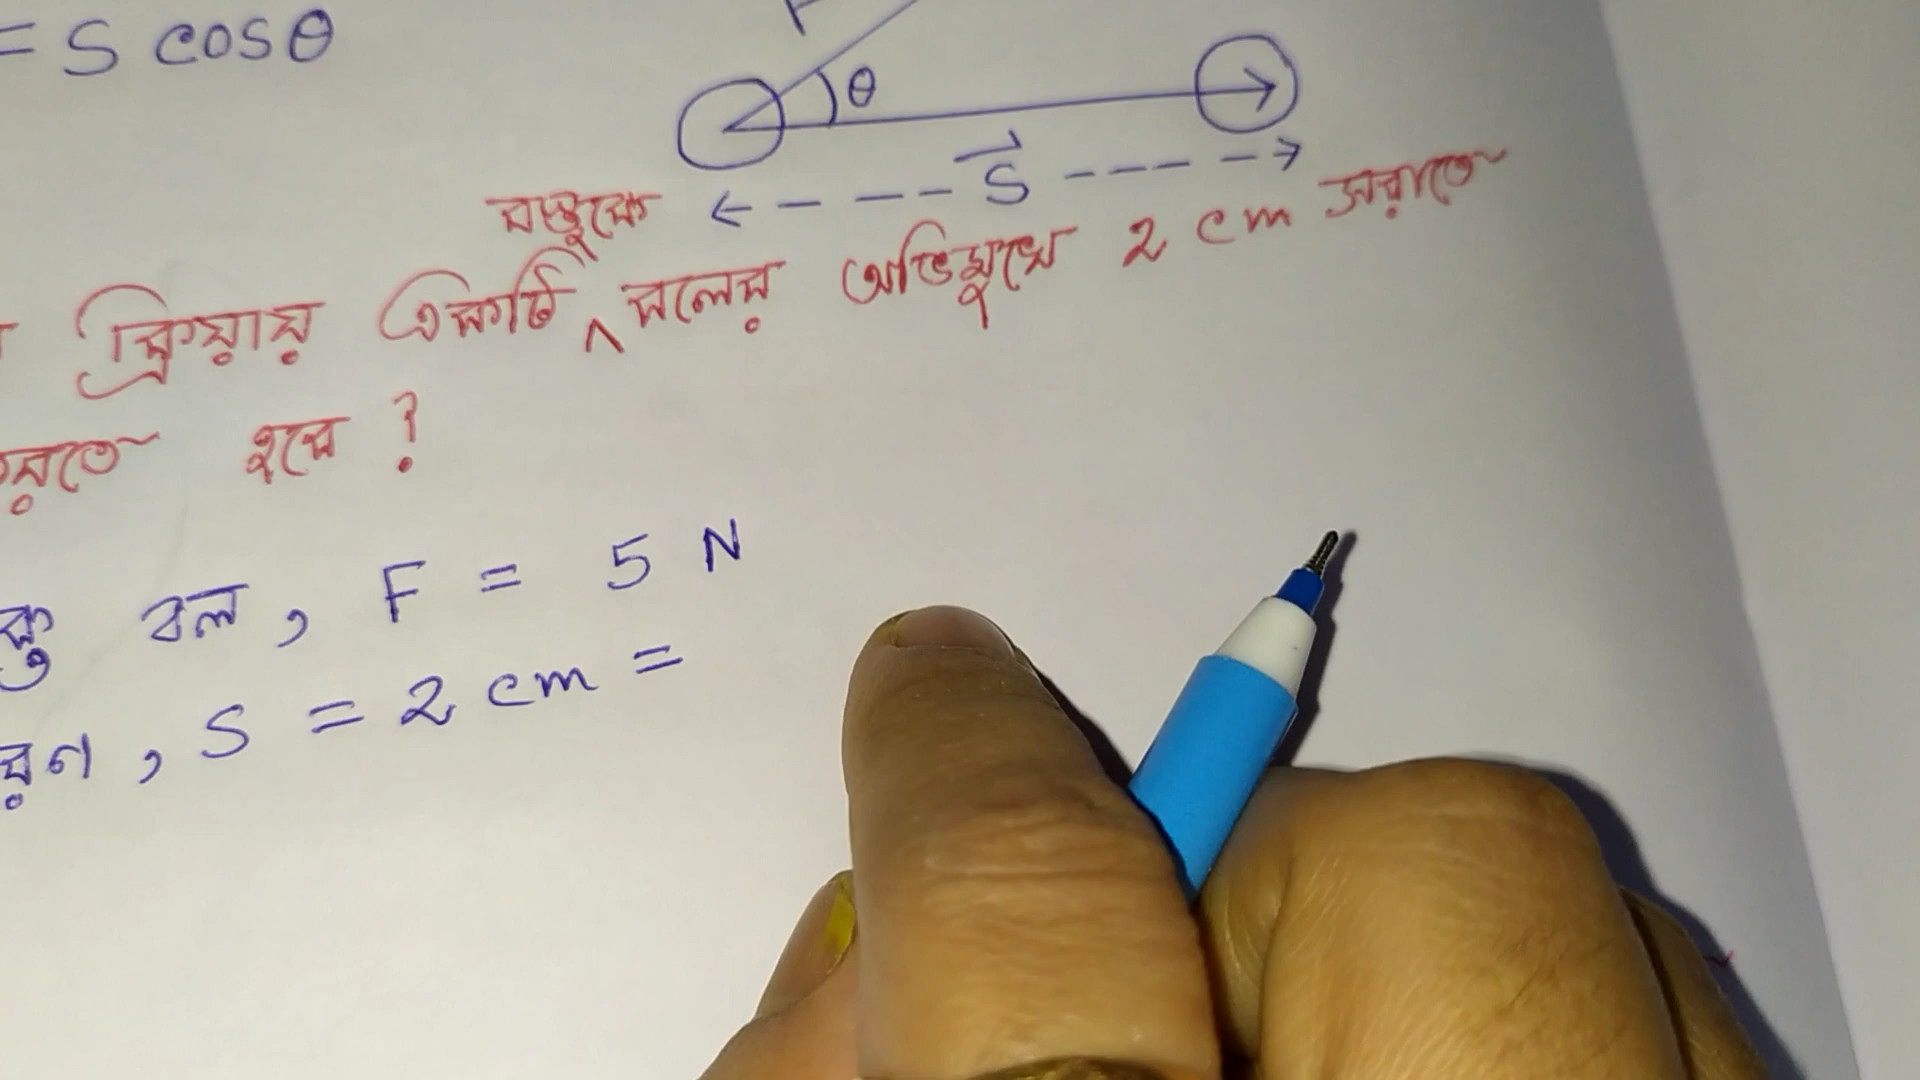 = S cosθ
F
θ
S
বস্তুকে
ক্রিয়ায় একটি ^ বলের অভিমুখে 2 cm সরাতে
হবে ?
বল , F = 5 N
, S = 2 cm =